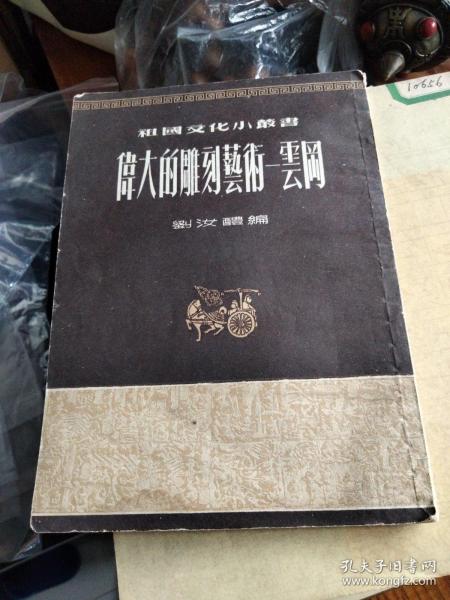 10656
祖國文化小叢書
偉大的雕刻藝術—雲岡
劉汝醴編
孔夫子旧书网
www.kongfz.com